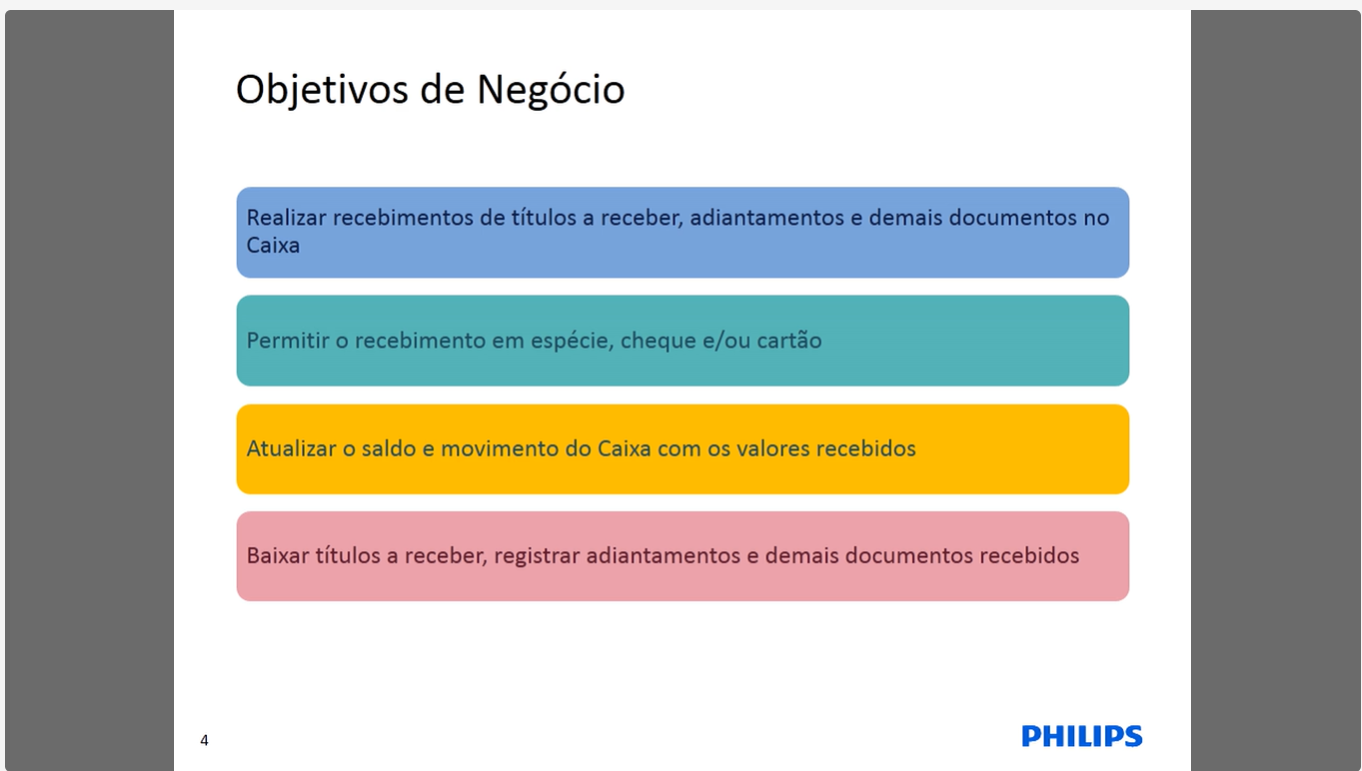 Objetivos de Negócio
Realizar recebimentos de títulos a receber, adiantamentos e demais documentos no
Caixa
Permitir o recebimento em espécie, cheque e/ou cartão
Atualizar o saldo e movimento do Caixa com os valores recebidos
Baixar títulos a receber, registrar adiantamentos e demais documentos recebidos
4
PHILIPS